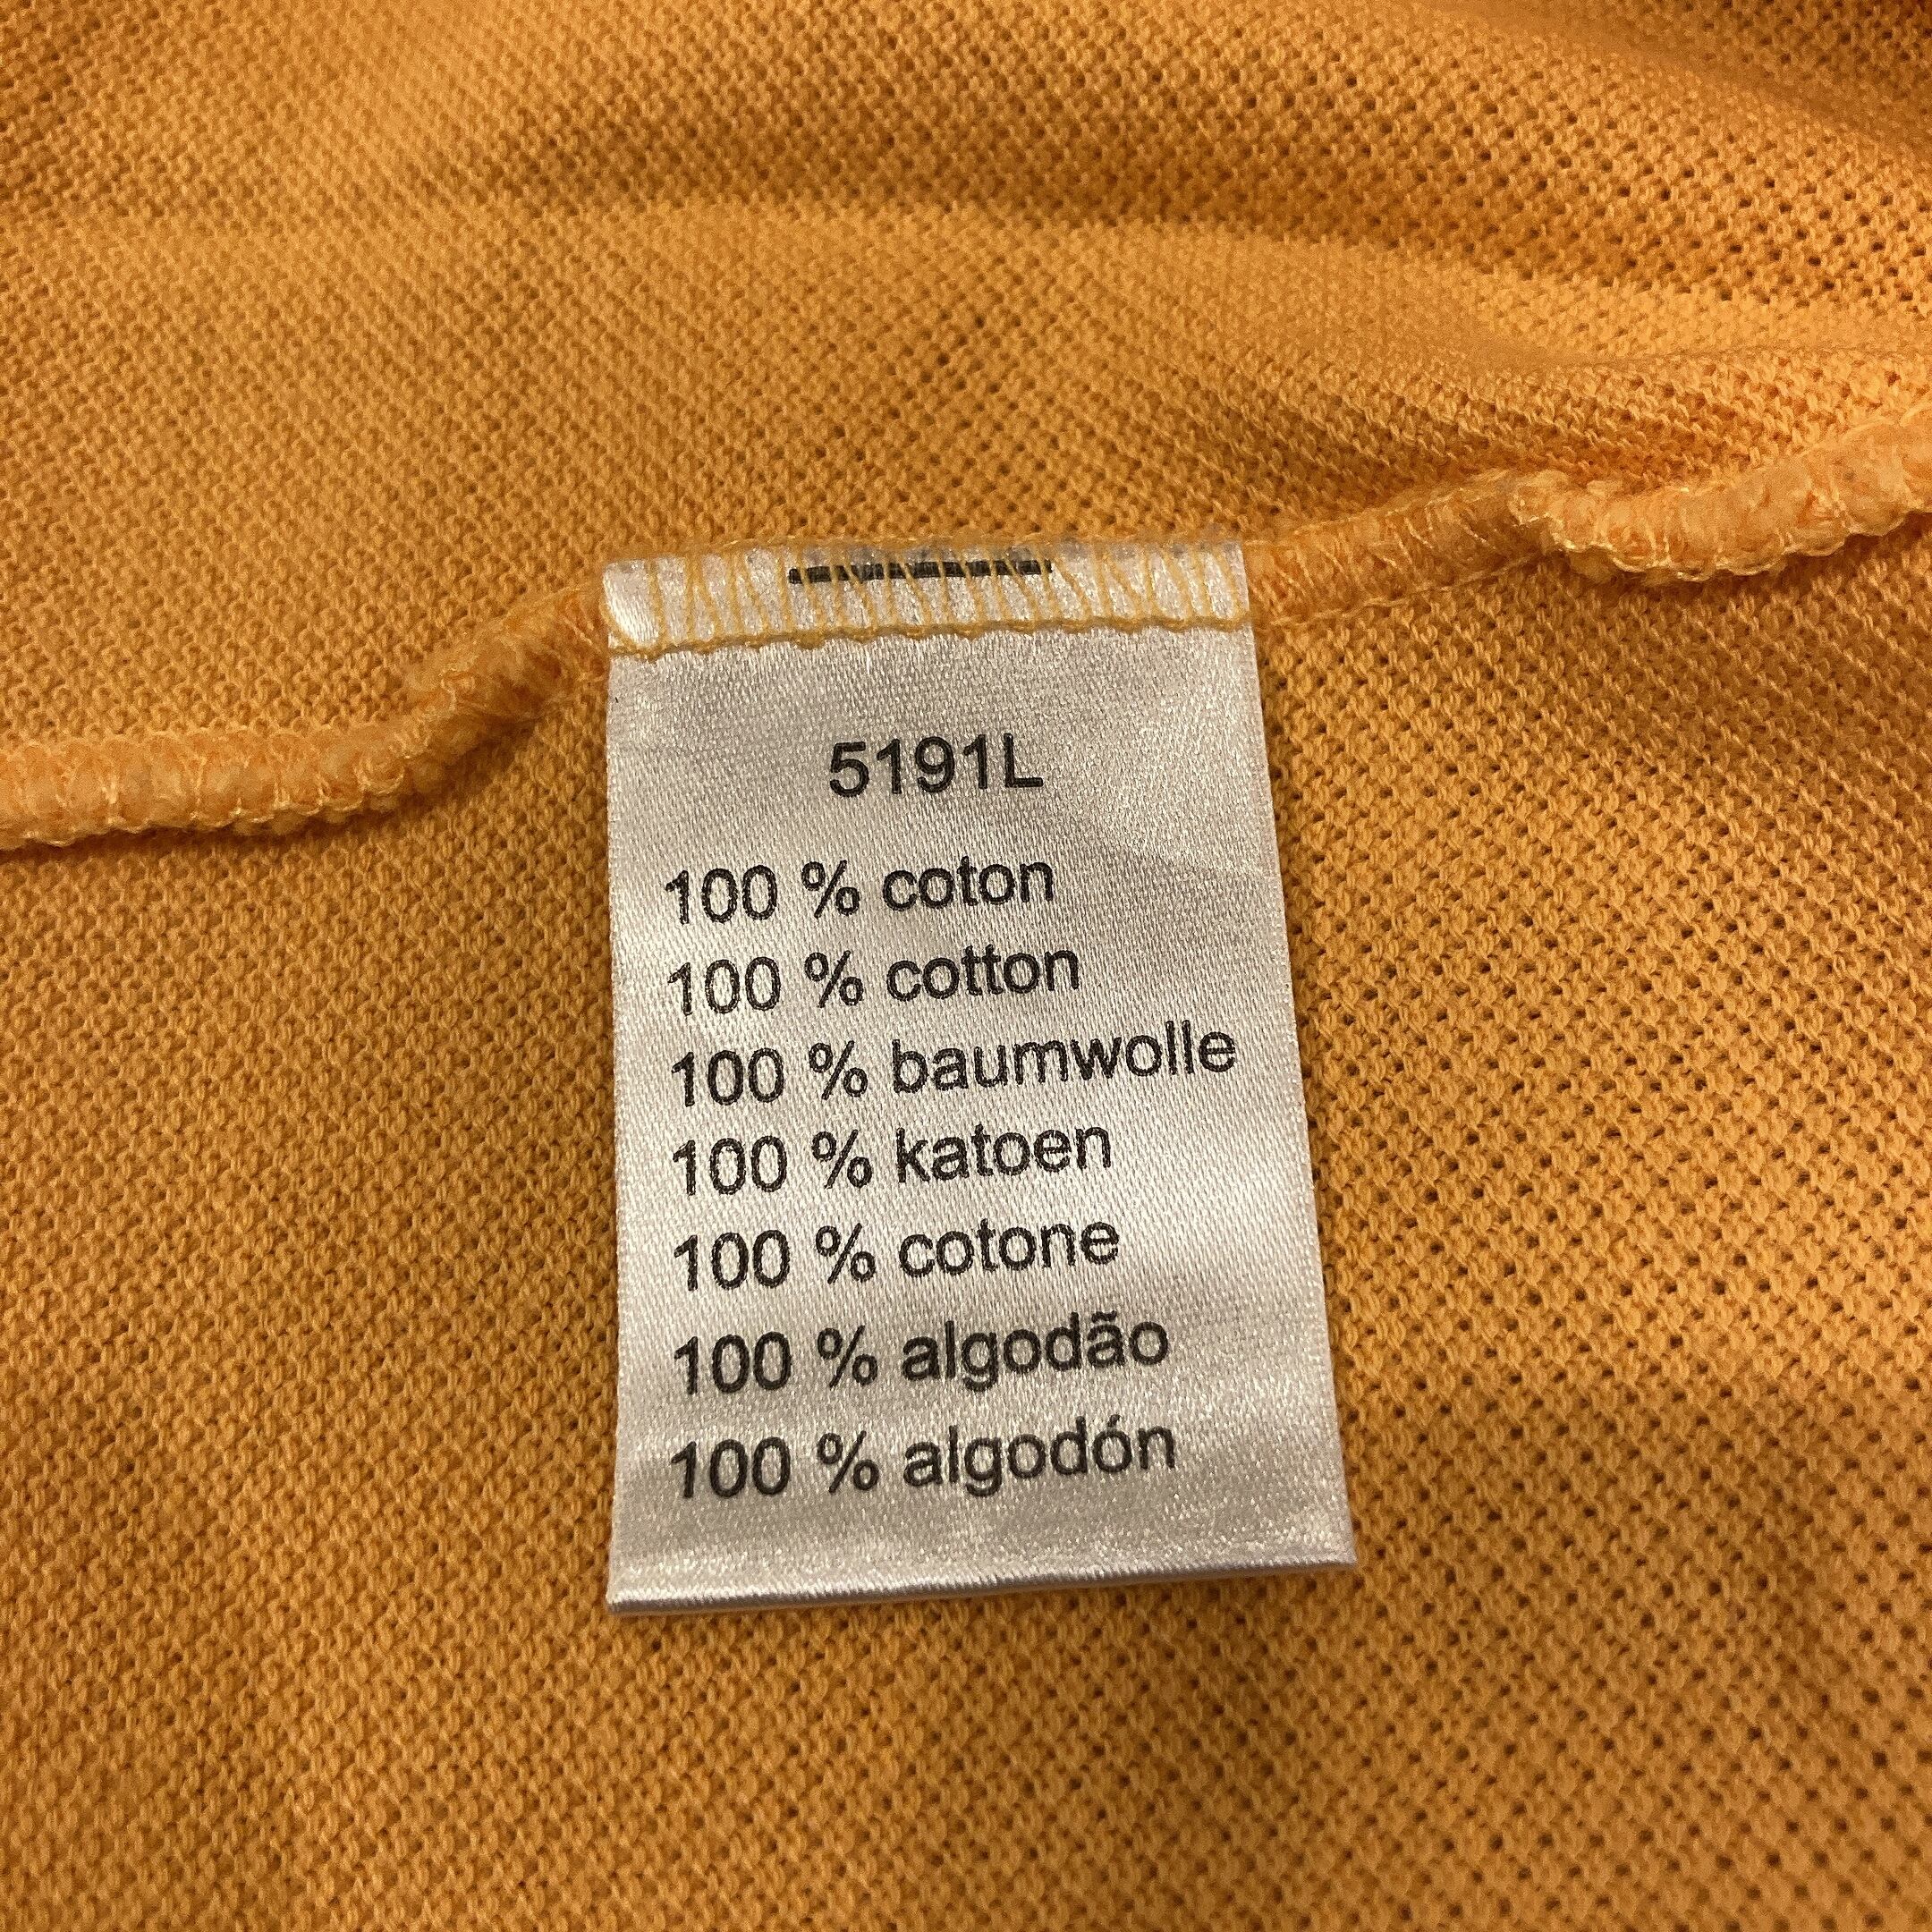 5191L
100 % coton
100 % cotton
100 % baumwolle
100 % katoen
100 % cotone
100 % algodão
100 % algodón